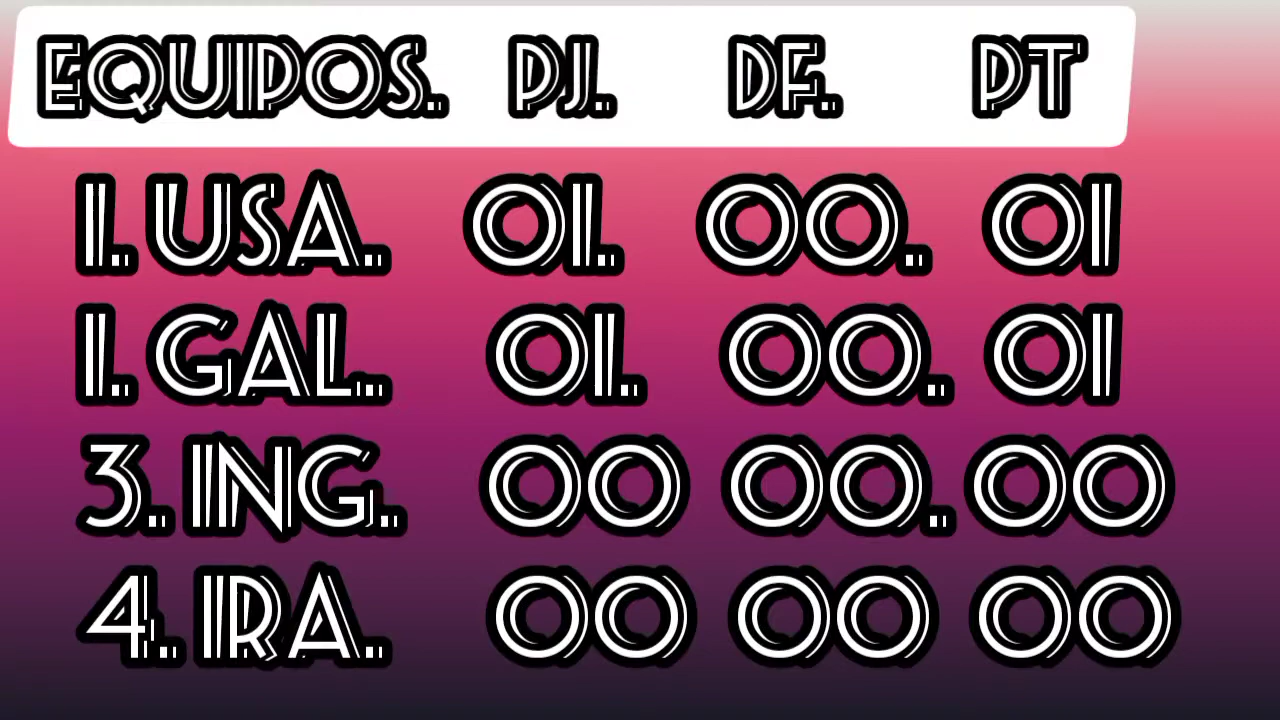 EQUIPOS. PJ. DF. PT
1. USA. 01. 00. 01
1. GAL. 01. 00. 01
3. ING. 00 00. 00
4. IRA. 00 00 00